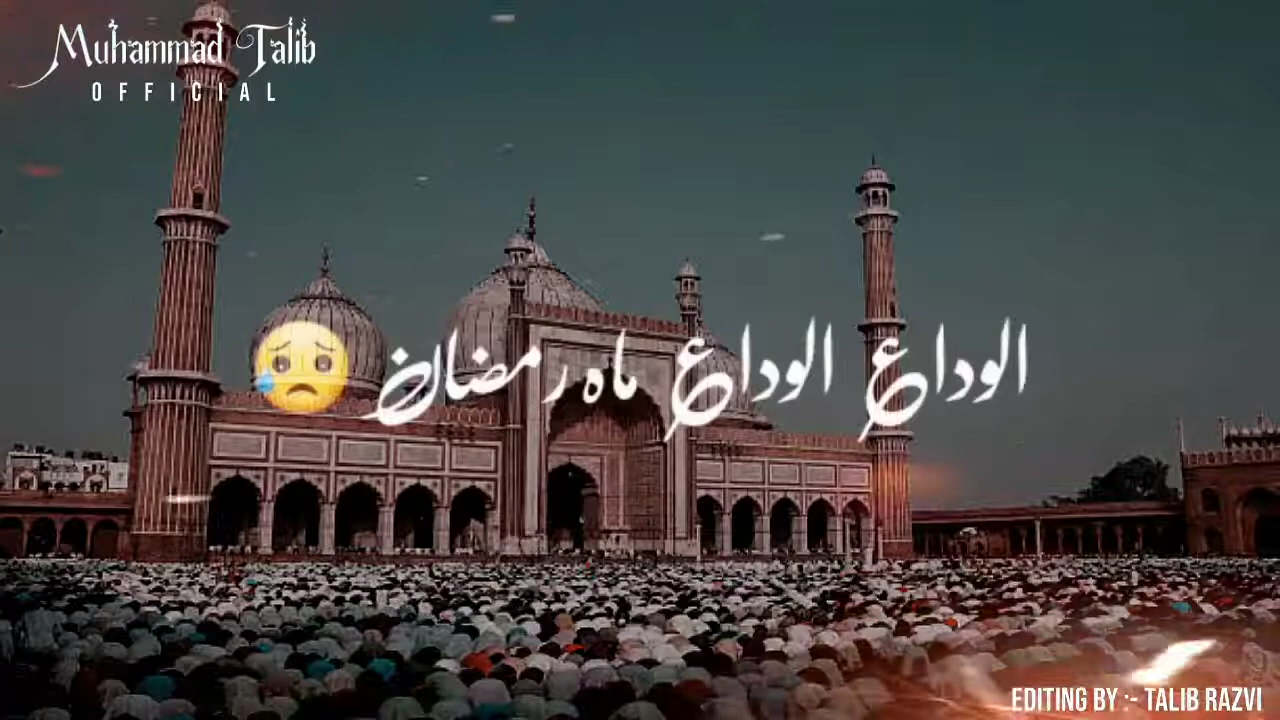 Muhammad Talib
OFFICIAL
الوداع الوداع ماہ رمضان 😥
EDITING BY :- TALIB RAZVI